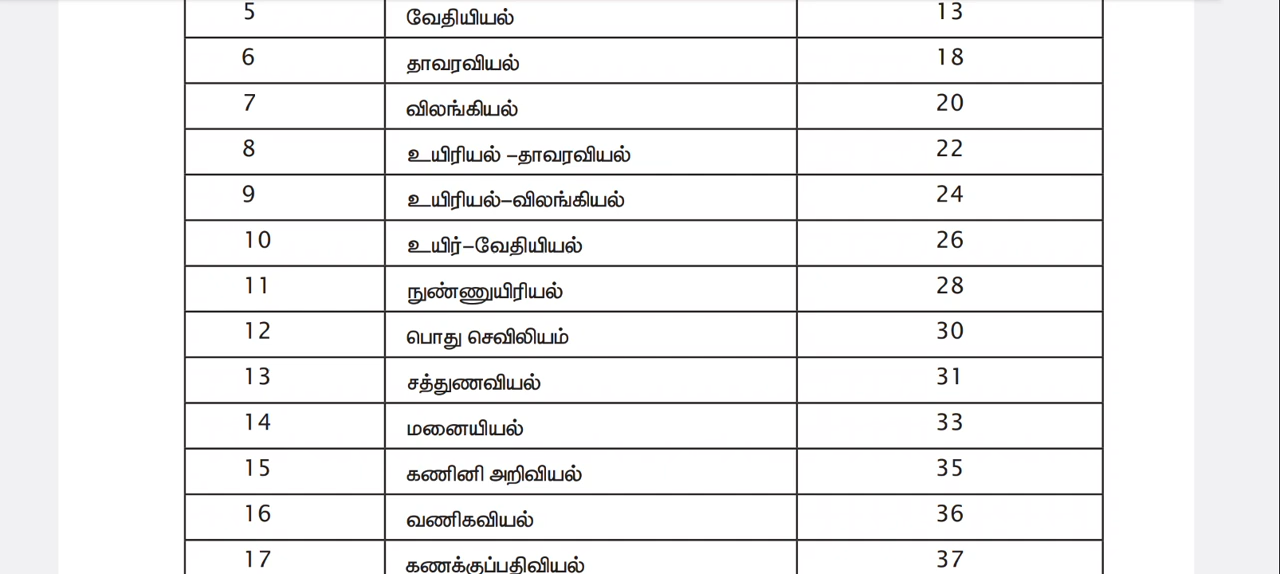 5 வேதியியல் 13
6 தாவரவியல் 18
7 விலங்கியல் 20
8 உயிரியல் –தாவரவியல் 22
9 உயிரியல்–விலங்கியல் 24
10 உயிர்–வேதியியல் 26
11 நுண்ணுயிரியல் 28
12 பொது செவிலியம் 30
13 சத்துணவியல் 31
14 மனையியல் 33
15 கணினி அறிவியல் 35
16 வணிகவியல் 36
17 கணக்குப்பதிவியல் 37